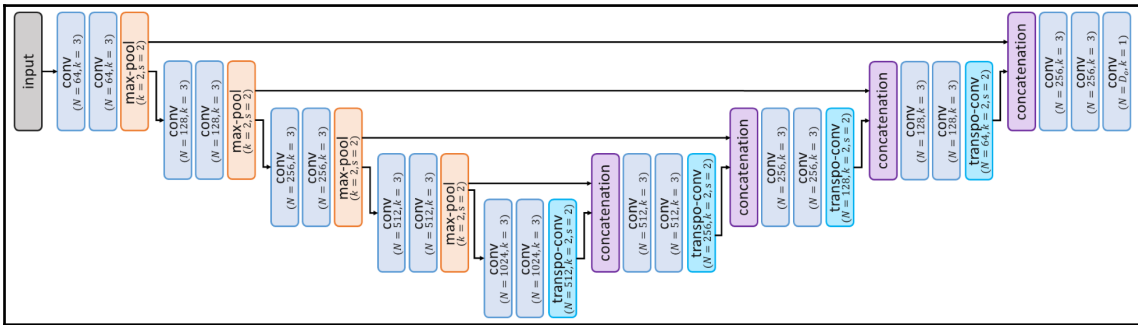 input
conv
(N = 64, k = 3)
conv
(N = 64, k = 3)
max-pool
(k = 2, s = 2)
conv
(N = 128, k = 3)
conv
(N = 128, k = 3)
max-pool
(k = 2, s = 2)
conv
(N = 256, k = 3)
conv
(N = 256, k = 3)
max-pool
(k = 2, s = 2)
conv
(N = 512, k = 3)
conv
(N = 512, k = 3)
max-pool
(k = 2, s = 2)
conv
(N = 1024, k = 3)
conv
(N = 1024, k = 3)
transpo-conv
(N = 512, k = 2, s = 2)
concatenation
conv
(N = 512, k = 3)
conv
(N = 512, k = 3)
transpo-conv
(N = 256, k = 2, s = 2)
concatenation
conv
(N = 256, k = 3)
conv
(N = 256, k = 3)
transpo-conv
(N = 128, k = 2, s = 2)
concatenation
conv
(N = 128, k = 3)
conv
(N = 128, k = 3)
transpo-conv
(N = 64, k = 2, s = 2)
concatenation
conv
(N = 256, k = 3)
conv
(N = 256, k = 3)
conv
(N = Dₒ, k = 1)